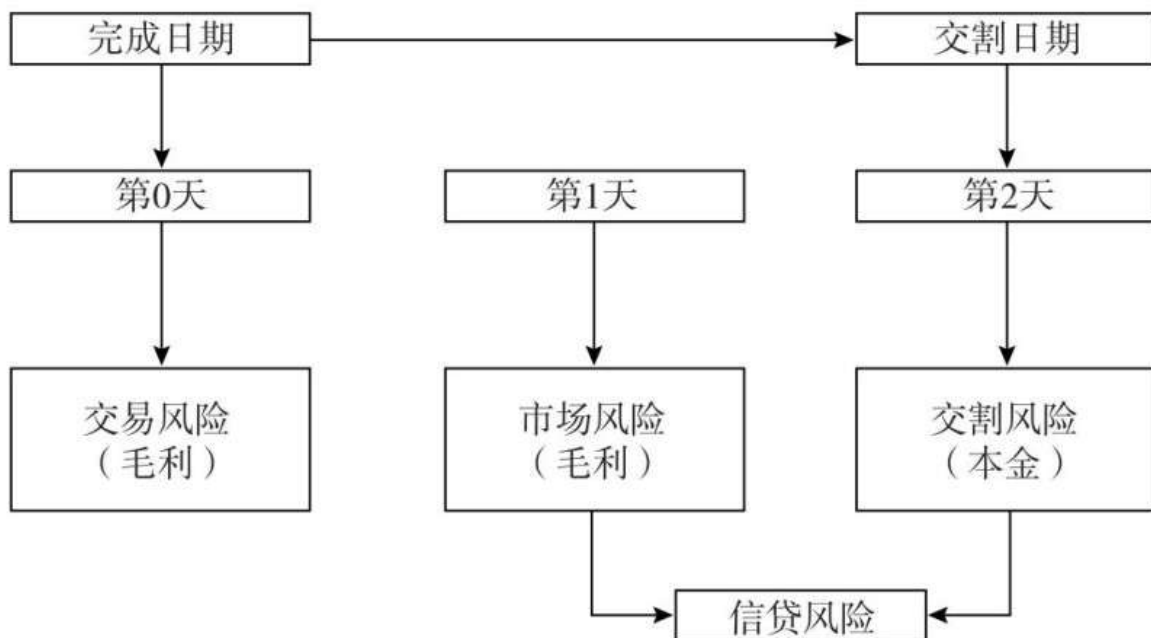 完成日期
交割日期
第0天
第1天
第2天
交易风险
（毛利）
市场风险
（毛利）
交割风险
（本金）
信贷风险